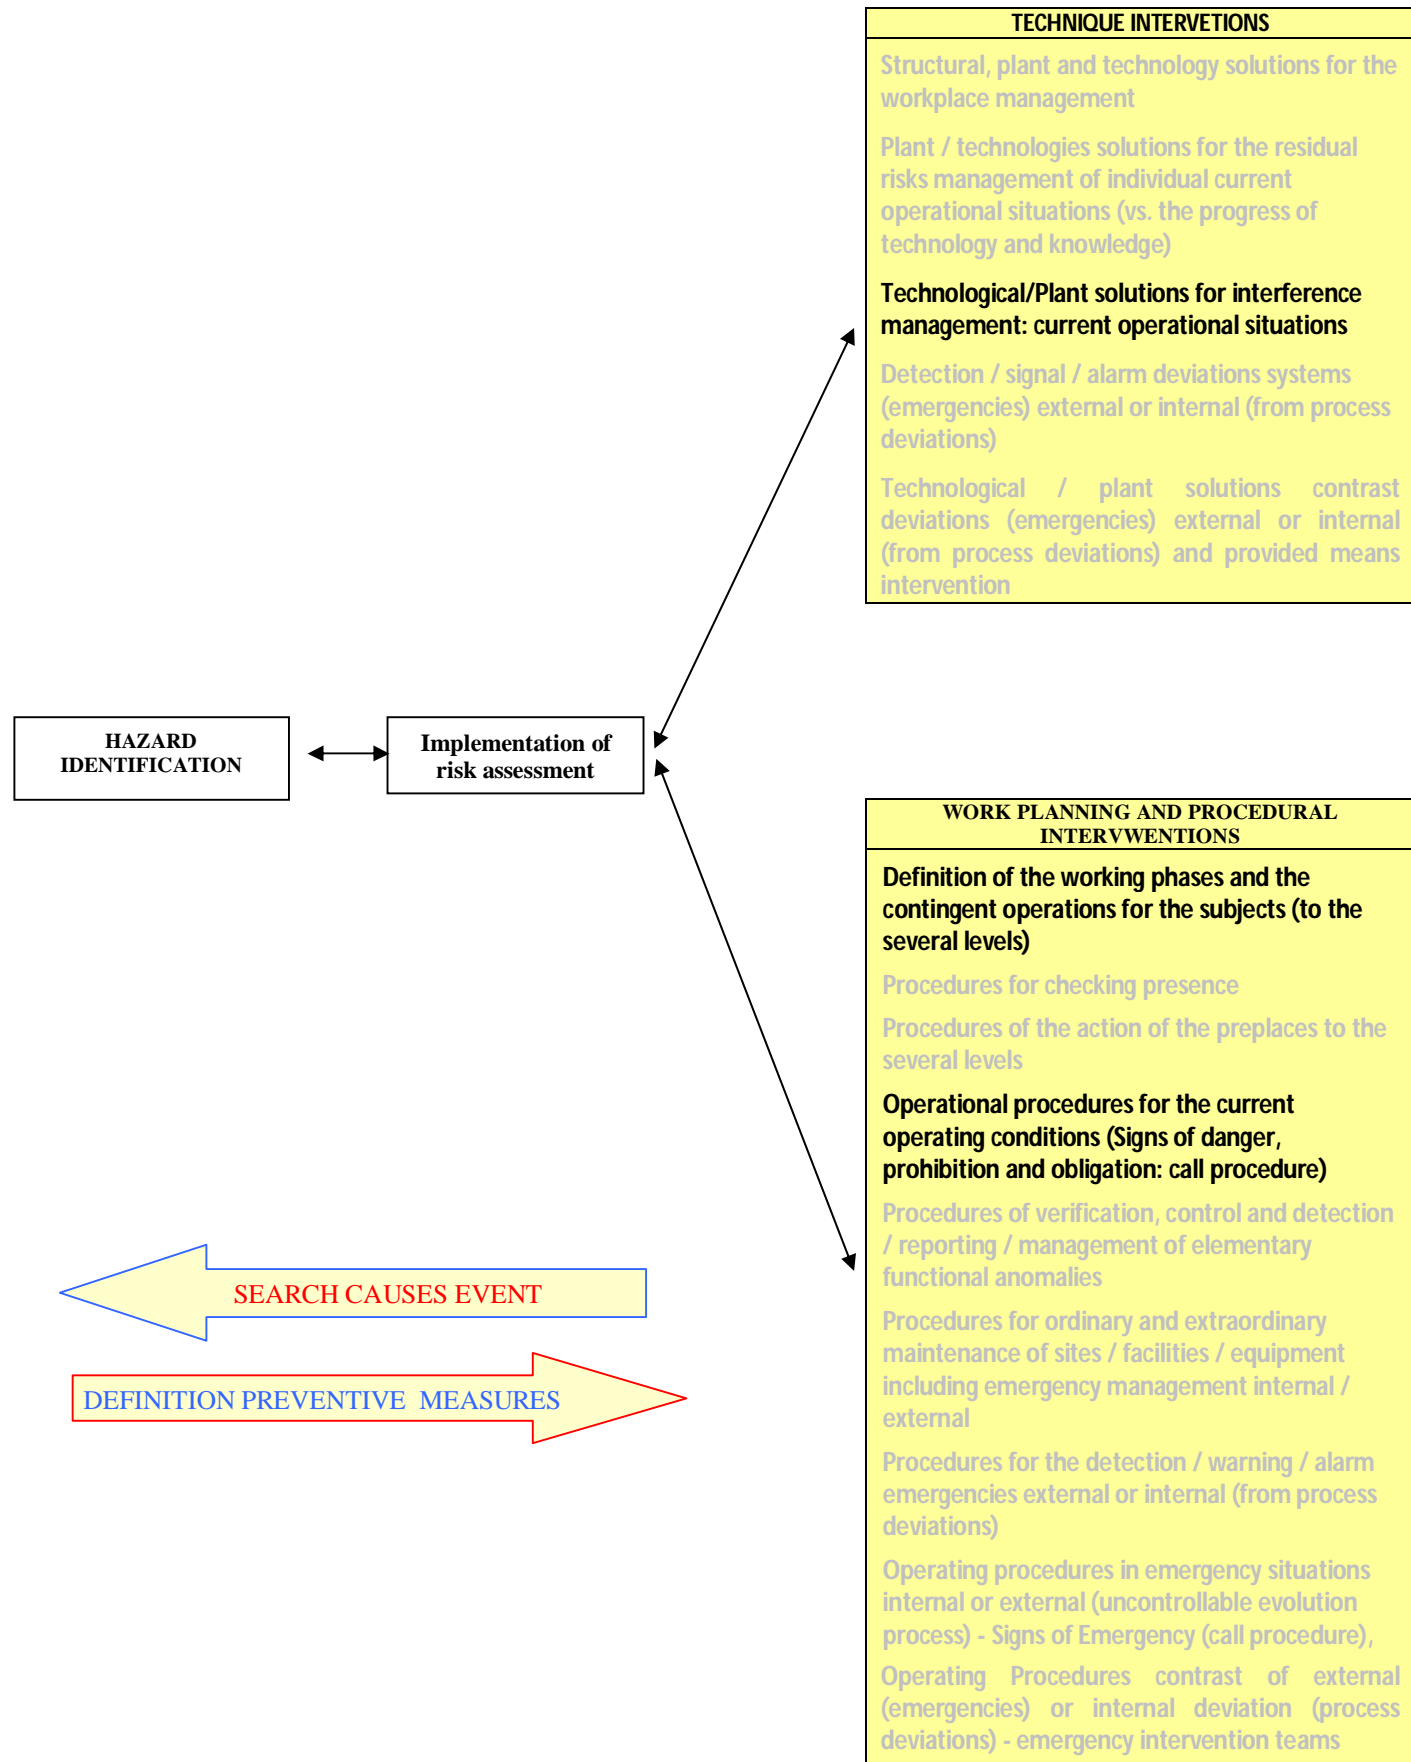 TECHNIQUE INTERVETIONS
Structural, plant and technology solutions for the
workplace management
Plant / technologies solutions for the residual
risks management of individual current
operational situations (vs. the progress of
technology and knowledge)
Technological/Plant solutions for interference
management: current operational situations
Detection / signal / alarm deviations systems
(emergencies) external or internal (from process
deviations)
Technological / plant solutions contrast
deviations (emergencies) external or internal
(from process deviations) and provided means
intervention
HAZARD
IDENTIFICATION
Implementation of
risk assessment
WORK PLANNING AND PROCEDURAL
INTERVWENTIONS
Definition of the working phases and the
contingent operations for the subjects (to the
several levels)
Procedures for checking presence
Procedures of the action of the preplaces to the
several levels
Operational procedures for the current
operating conditions (Signs of danger,
prohibition and obligation: call procedure)
Procedures of verification, control and detection
/ reporting / management of elementary
functional anomalies
Procedures for ordinary and extraordinary
maintenance of sites / facilities / equipment
including emergency management internal /
external
Procedures for the detection / warning / alarm
emergencies external or internal (from process
deviations)
Operating procedures in emergency situations
internal or external (uncontrollable evolution
process) - Signs of Emergency (call procedure),
Operating Procedures contrast of external
(emergencies) or internal deviation (process
deviations) - emergency intervention teams
SEARCH CAUSES EVENT
DEFINITION PREVENTIVE MEASURES